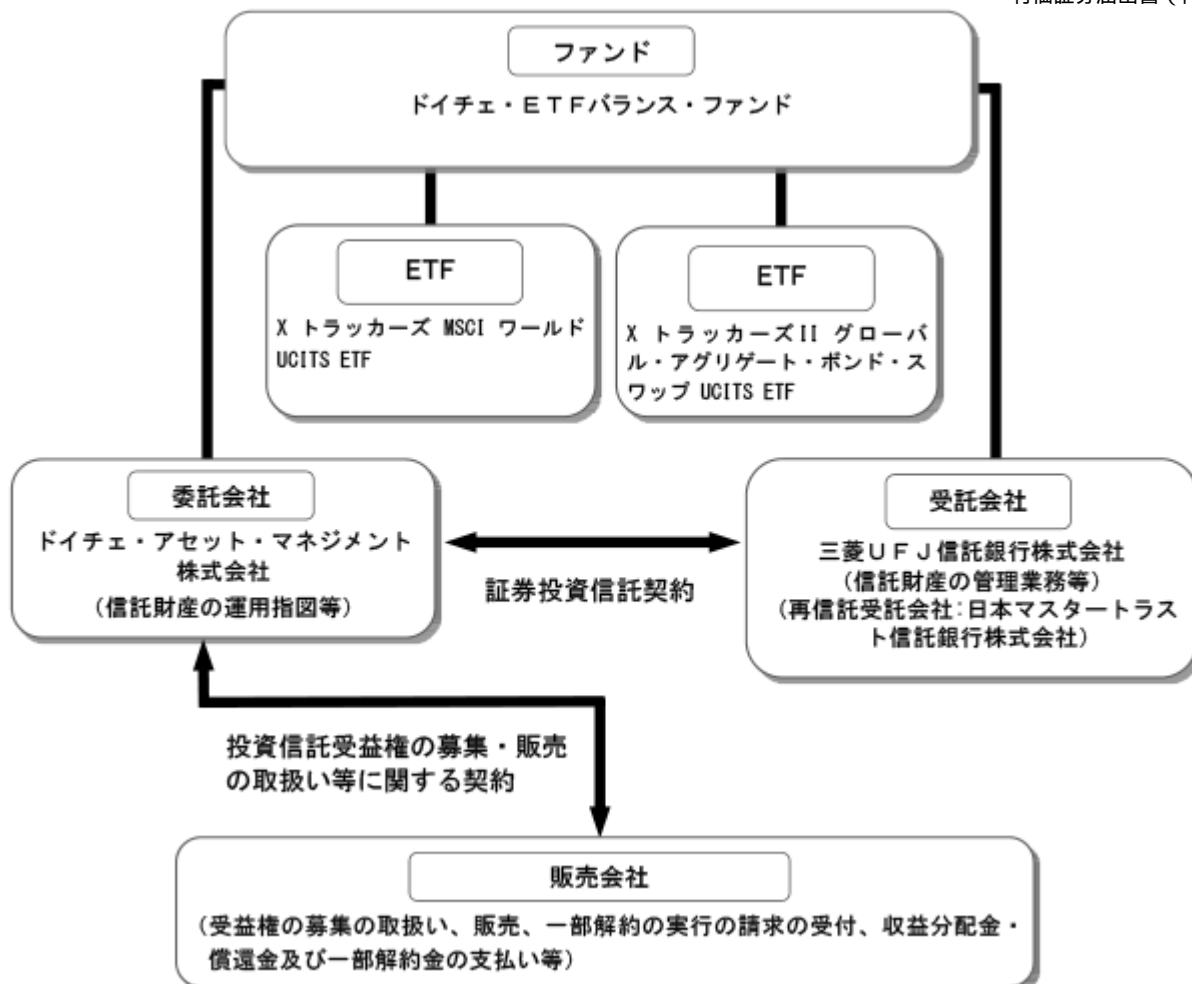 ファンド
ドイチェ・ETFバランス・ファンド
ETF
X トラッカーズ MSCI ワールド
UCITS ETF
ETF
X トラッカーズII グローバ
ル・アグリゲート・ボンド・ス
ワップ UCITS ETF
委託会社
ドイチェ・アセット・マネジメント
株式会社
(信託財産の運用指図等)
証券投資信託契約
受託会社
三菱UFJ信託銀行株式会社
(信託財産の管理業務等)
(再信託受託会社:日本マスタートラス
ト信託銀行株式会社)
投資信託受益権の募集・販売
の取扱い等に関する契約
販売会社
(受益権の募集の取扱い、販売、一部解約の実行の請求の受付、収益分配金・
償還金及び一部解約金の支払い等)